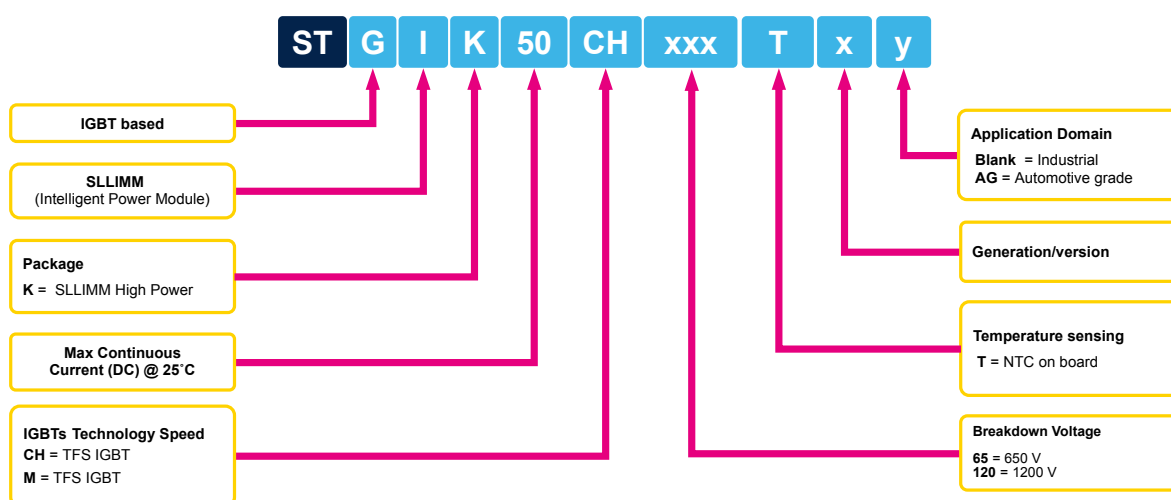 ST G I K 50 CH xxx T x y
IGBT based
SLLIMM
(Intelligent Power Module)
Package
K = SLLIMM High Power
Max Continuous
Current (DC) @ 25°C
IGBTs Technology Speed
CH = TFS IGBT
M = TFS IGBT
Application Domain
Blank = Industrial
AG = Automotive grade
Generation/version
Temperature sensing
T = NTC on board
Breakdown Voltage
65 = 650 V
120 = 1200 V